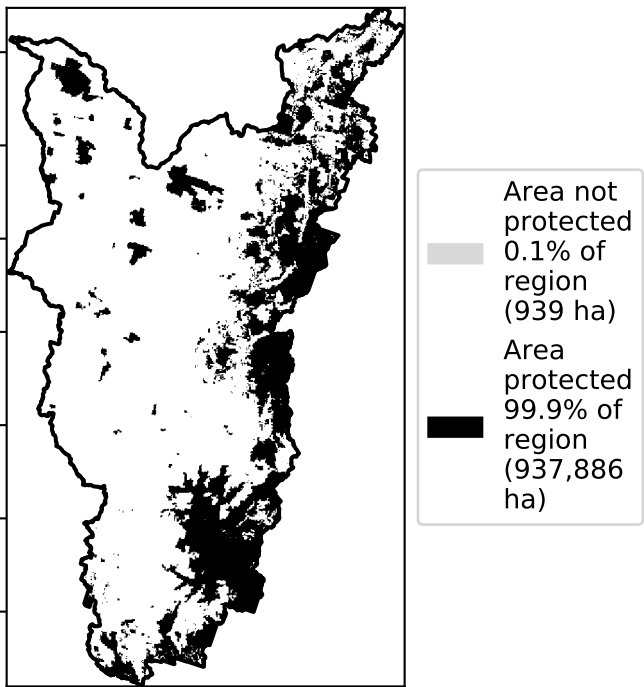 Area not
protected
0.1% of
region
(939 ha)
Area
protected
99.9% of
region
(937,886
ha)